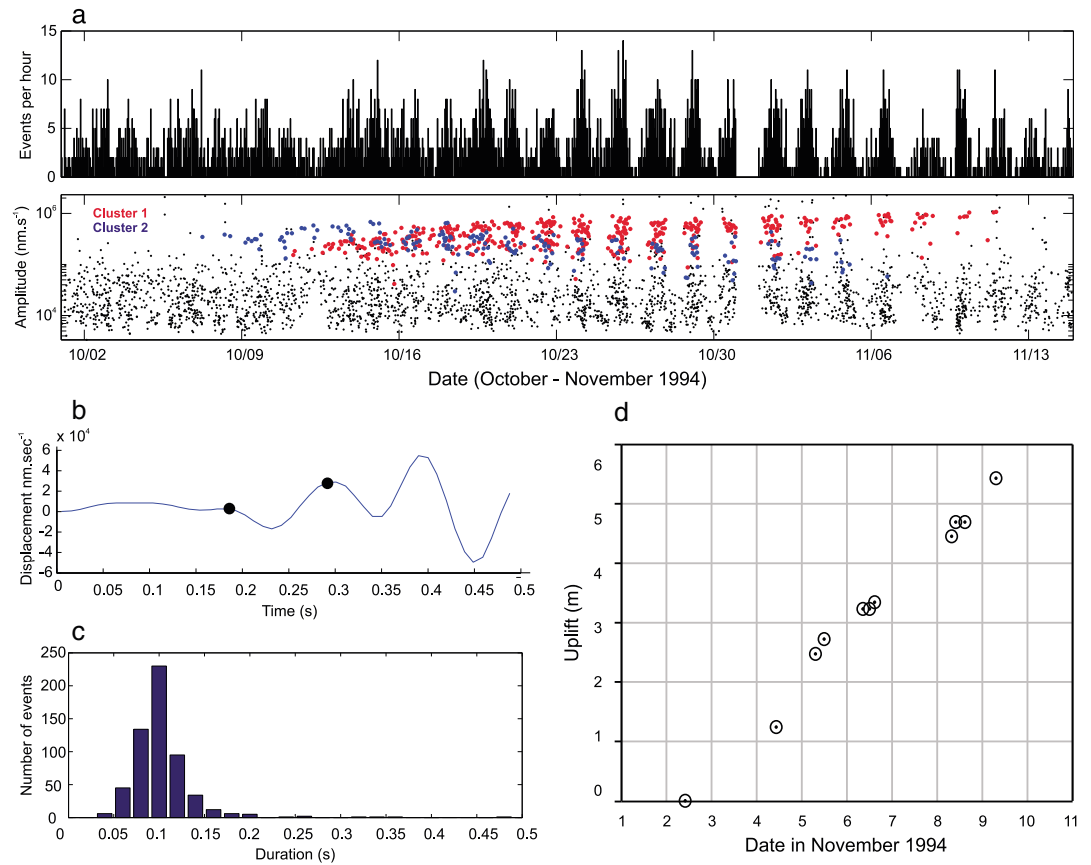 a
15
10
5
0
Events per hour
Cluster 1
Cluster 2
10⁶
10⁴
Amplitude (nm.s⁻¹)
10/02 10/09 10/16 10/23 10/30 11/06 11/13
Date (October - November 1994)
b
x 10⁴
6
4
2
0
-2
-4
-6
Displacement nm.sec⁻¹
0 0.05 0.1 0.15 0.2 0.25 0.3 0.35 0.4 0.45 0.5
Time (s)
c
250
200
150
100
50
0
Number of events
0 0.05 0.1 0.15 0.2 0.25 0.3 0.35 0.4 0.45 0.5
Duration (s)
d
6
5
4
3
2
1
0
Uplift (m)
1 2 3 4 5 6 7 8 9 10 11
Date in November 1994